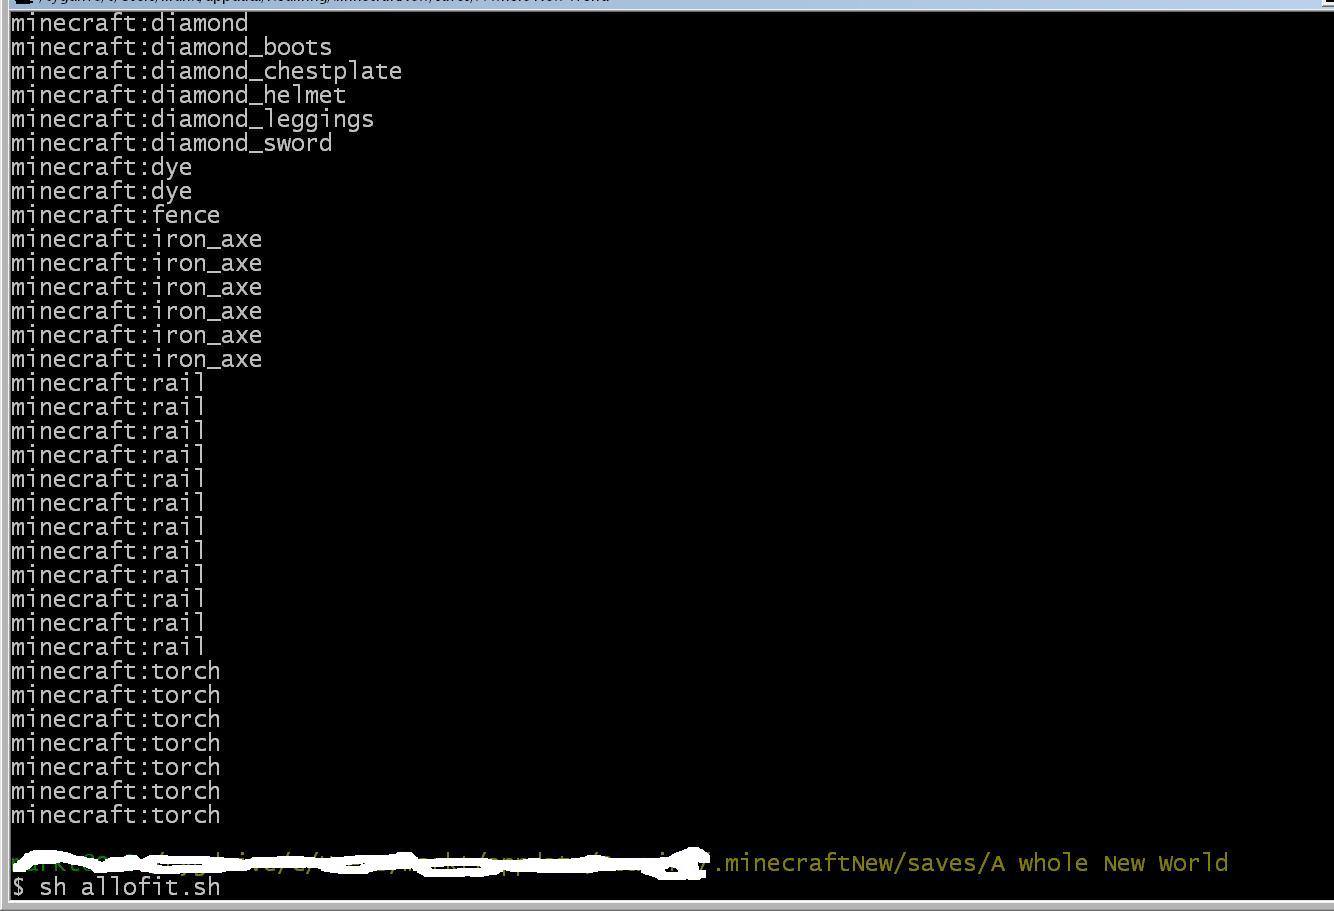 minecraft:diamond
minecraft:diamond_boots
minecraft:diamond_chestplate
minecraft:diamond_helmet
minecraft:diamond_leggings
minecraft:diamond_sword
minecraft:dye
minecraft:dye
minecraft:fence
minecraft:iron_axe
minecraft:iron_axe
minecraft:iron_axe
minecraft:iron_axe
minecraft:iron_axe
minecraft:iron_axe
minecraft:rail
minecraft:rail
minecraft:rail
minecraft:rail
minecraft:rail
minecraft:rail
minecraft:rail
minecraft:rail
minecraft:rail
minecraft:rail
minecraft:rail
minecraft:rail
minecraft:torch
minecraft:torch
minecraft:torch
minecraft:torch
minecraft:torch
minecraft:torch
minecraft:torch
.minecraftNew/saves/A whole New World
$ sh allofit.sh